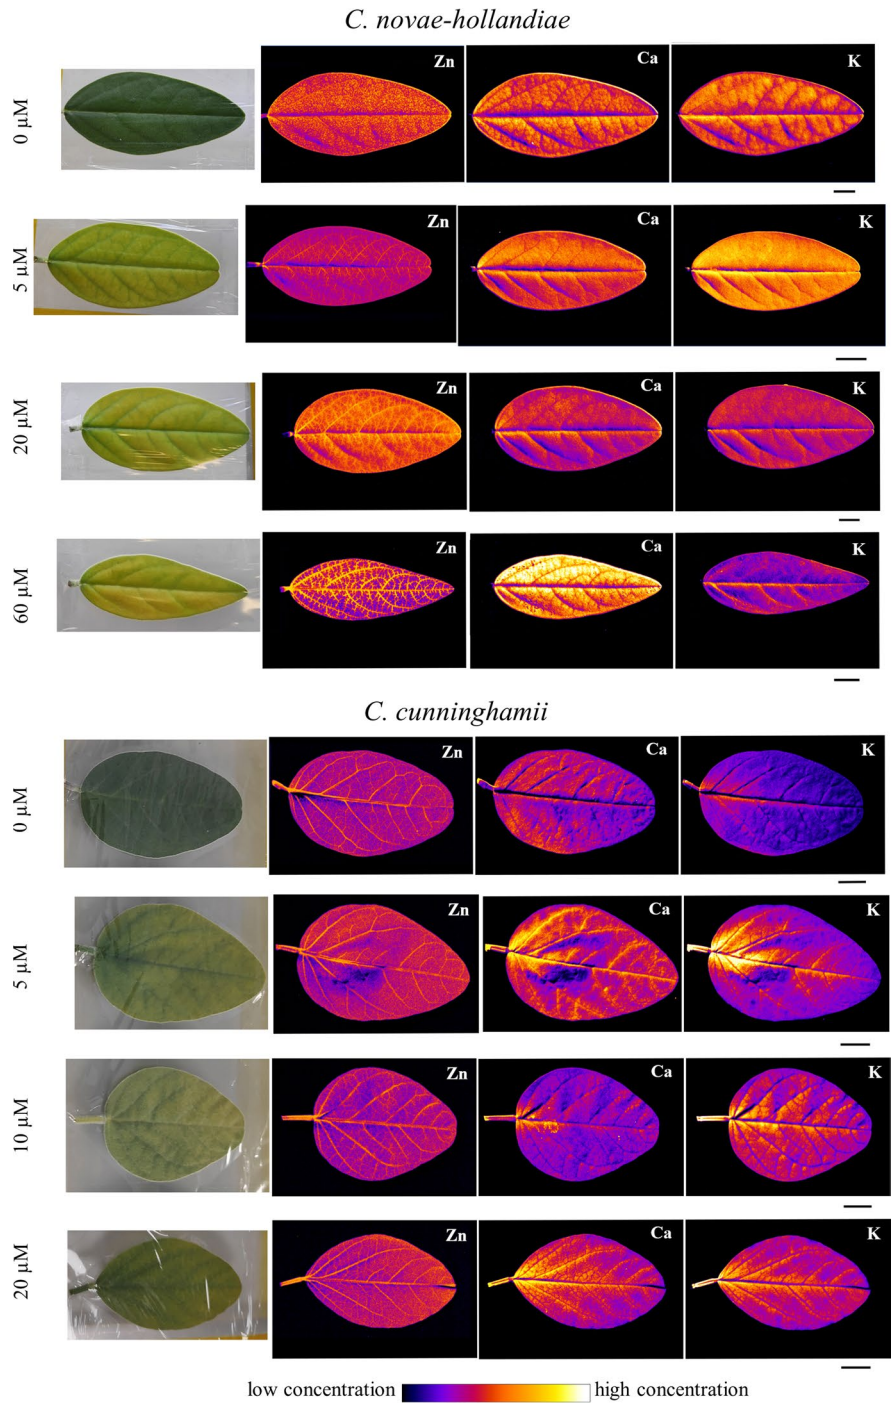 C. novae-hollandiae
0 µM
Zn
Ca
K
5 µM
Zn
Ca
K
20 µM
Zn
Ca
K
60 µM
Zn
Ca
K
C. cunninghamii
0 µM
Zn
Ca
K
5 µM
Zn
Ca
K
10 µM
Zn
Ca
K
20 µM
Zn
Ca
K
low concentration
high concentration